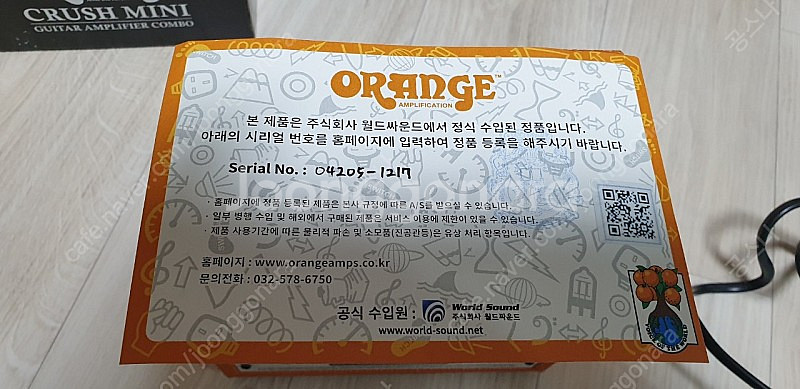 CRUSH MINI
GUITAR AMPLIFIER COMBO
ORANGE™
AMPLIFICATION
본 제품은 주식회사 월드싸운드에서 정식 수입된 정품입니다.
아래의 시리얼 번호를 홈페이지에 입력하여 정품 등록을 해주시기 바랍니다.
Serial No. : 04205-1217
· 홈페이지에 정품 등록된 제품은 본사 규정에 따른 A/S를 받으실 수 있습니다.
· 일부 병행 수입 및 해외에서 구매된 제품은 서비스 이용에 제한이 있을 수 있습니다.
· 제품 사용기간에 따른 물리적 파손 및 소모품(진공관등)은 유상 처리 항목입니다.
홈페이지 : www.orangeamps.co.kr
문의전화 : 032-578-6750
공식 수입원 : World Sound
주식회사 월드싸운드
www.world-sound.net
VOICE OF THE WORLD